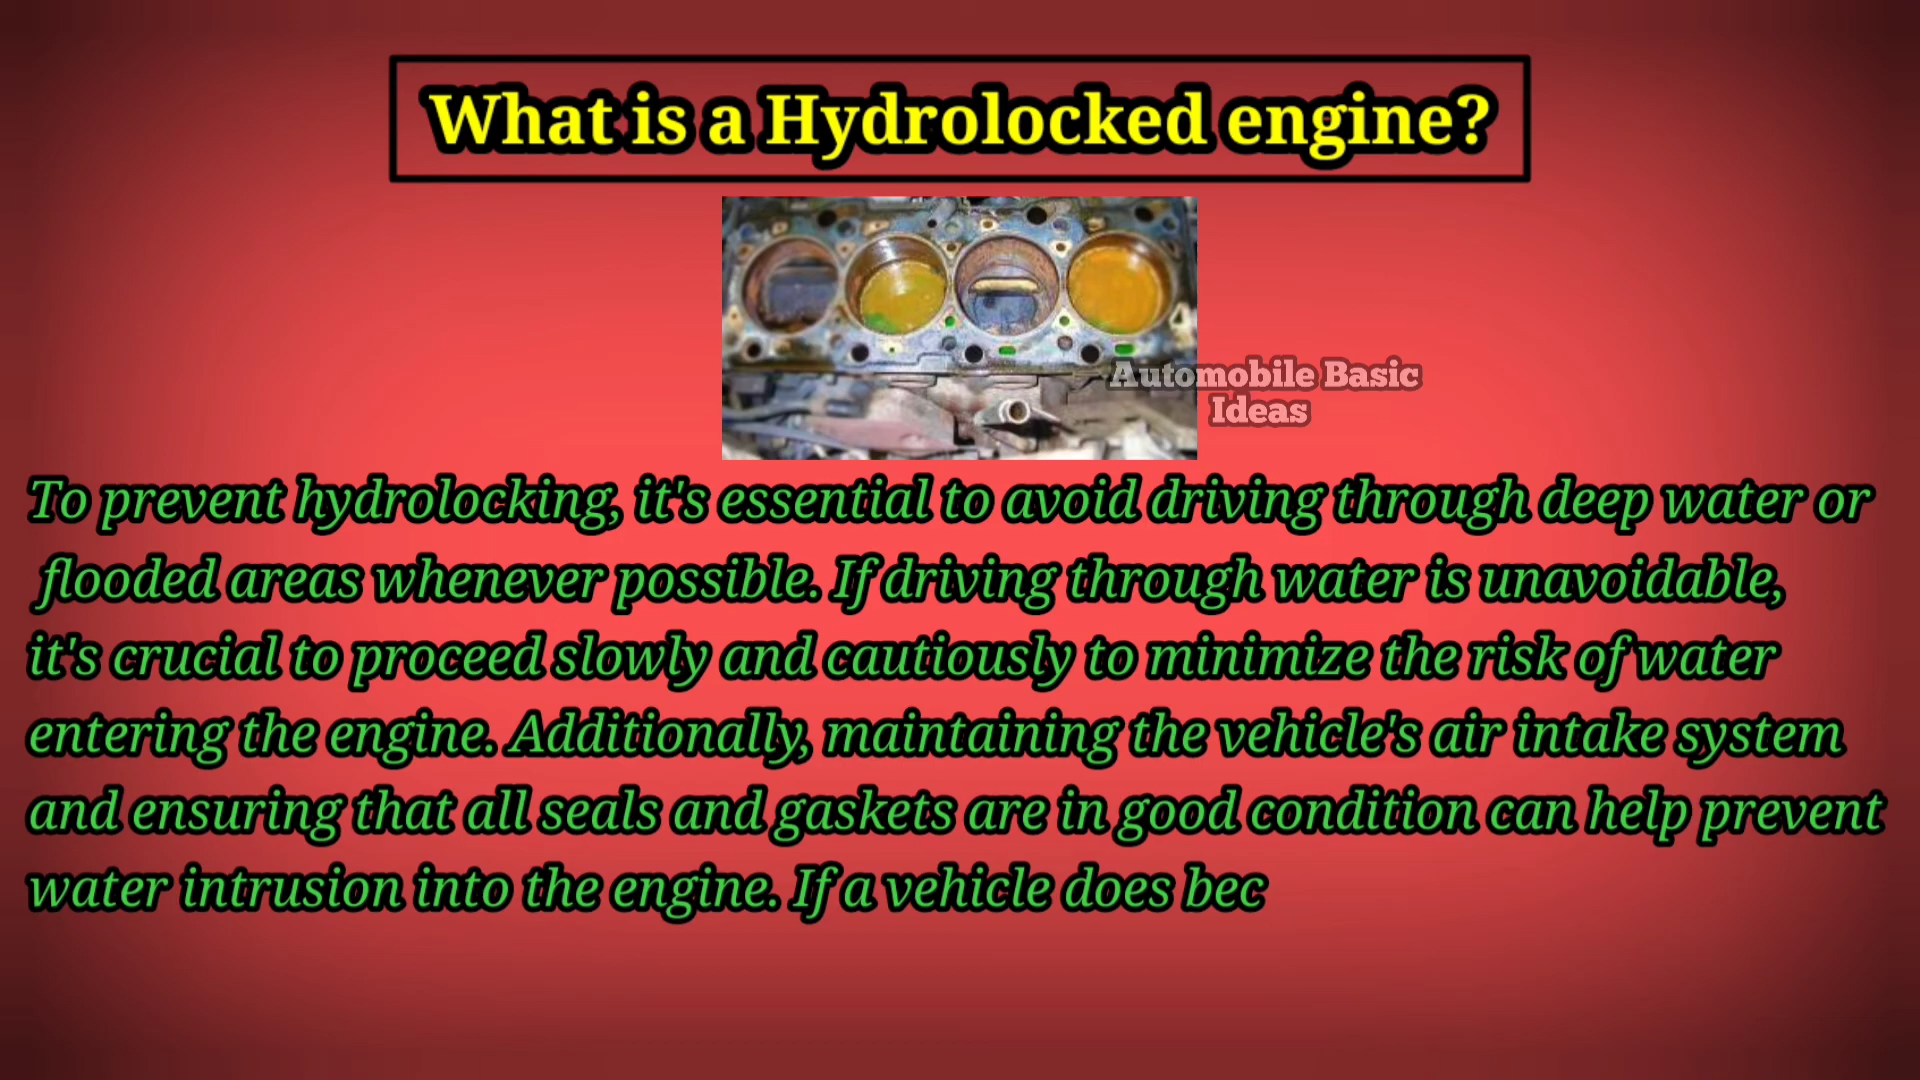 What is a Hydrolocked engine?
Automobile Basic
Ideas
To prevent hydrolocking, it's essential to avoid driving through deep water or
flooded areas whenever possible. If driving through water is unavoidable,
it's crucial to proceed slowly and cautiously to minimize the risk of water
entering the engine. Additionally, maintaining the vehicle's air intake system
and ensuring that all seals and gaskets are in good condition can help prevent
water intrusion into the engine. If a vehicle does bec